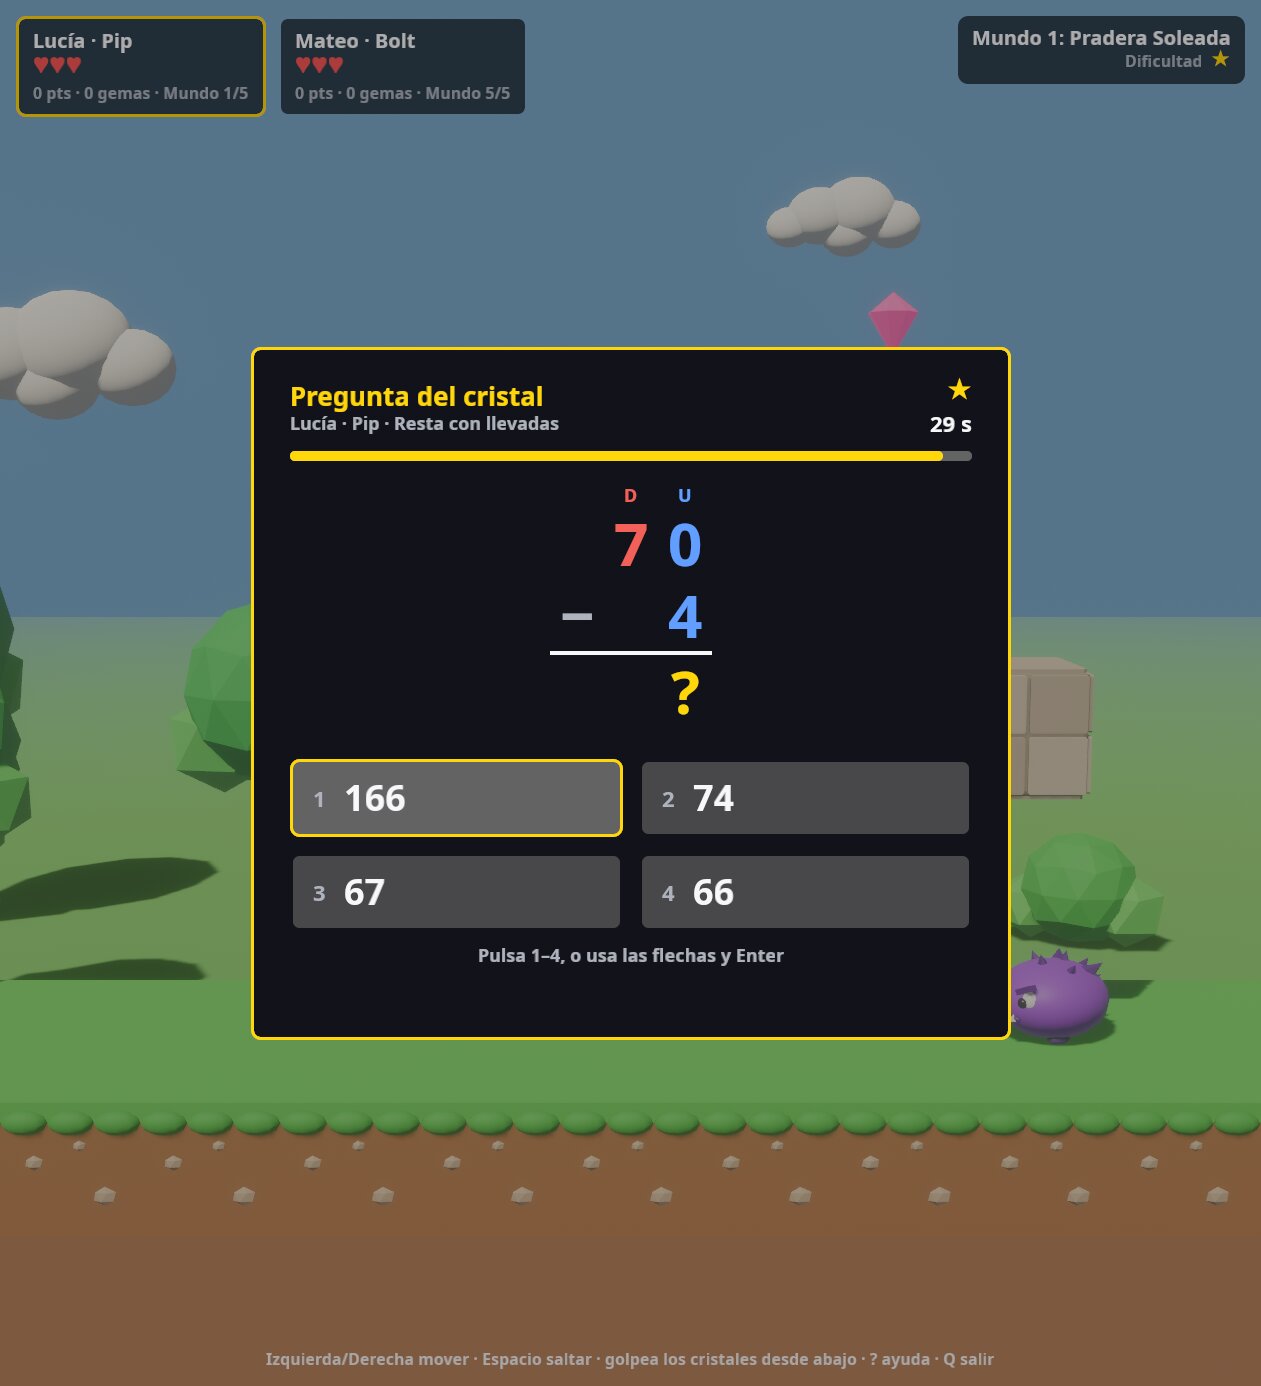 Lucía · Pip
♥♥♥
0 pts · 0 gemas · Mundo 1/5
Mateo · Bolt
♥♥♥
0 pts · 0 gemas · Mundo 5/5
Mundo 1: Pradera Soleada
Dificultad ★
Pregunta del cristal ★
Lucía · Pip · Resta con llevadas 29 s
D U
7 0
− 4
?
1 166
2 74
3 67
4 66
Pulsa 1–4, o usa las flechas y Enter
Izquierda/Derecha mover · Espacio saltar · golpea los cristales desde abajo · ? ayuda · Q salir